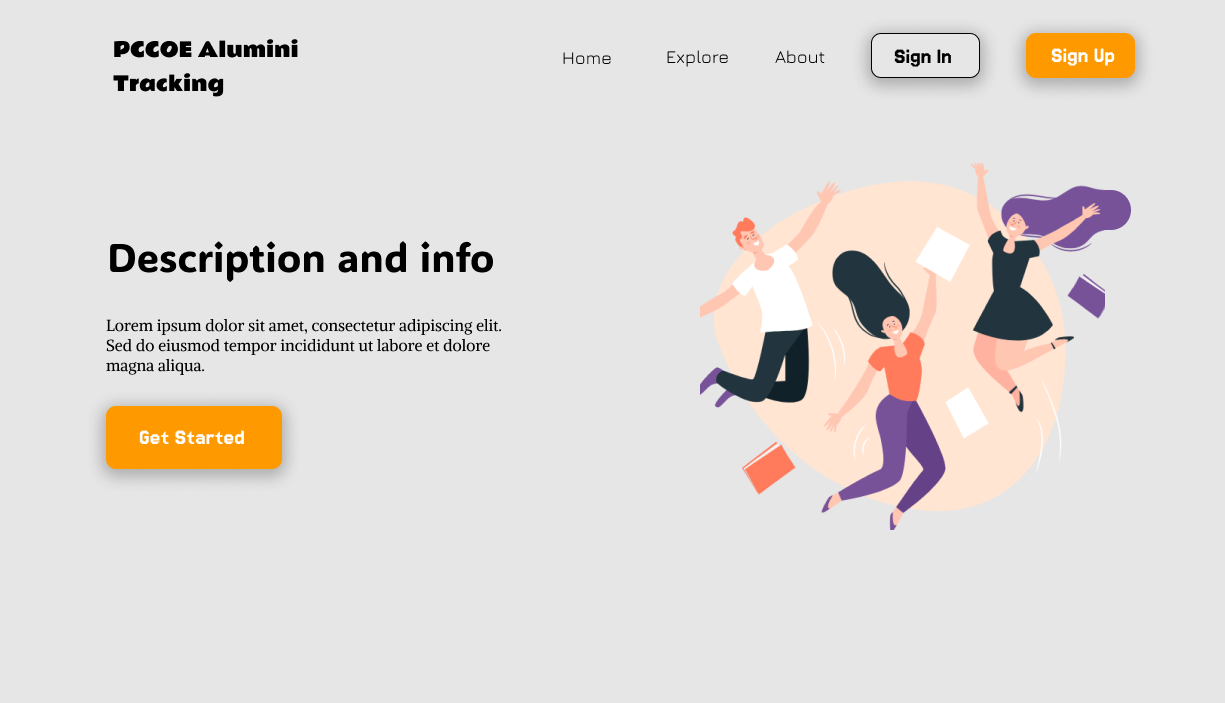 PCCOE Alumini
Tracking
Home
Explore
About
Sign In
Sign Up
Description and info
Lorem ipsum dolor sit amet, consectetur adipiscing elit.
Sed do eiusmod tempor incididunt ut labore et dolore
magna aliqua.
Get Started